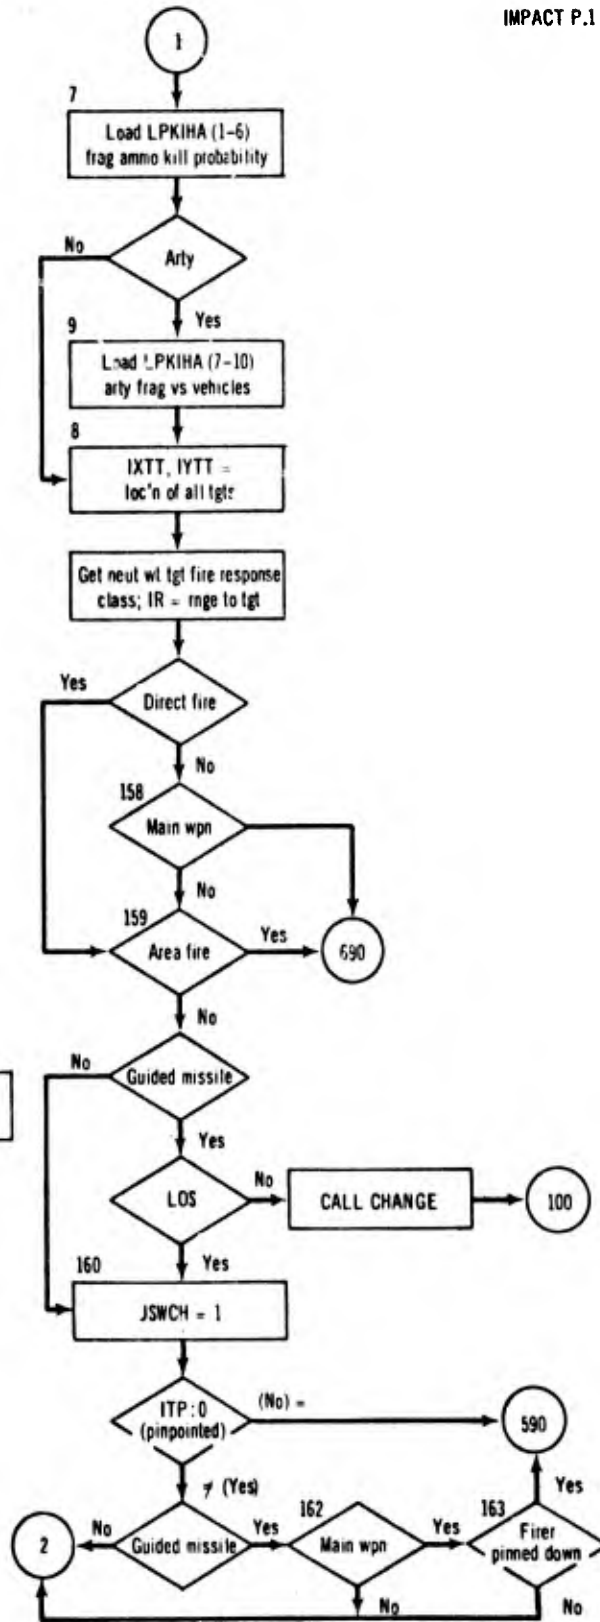 IMPACT P.1
1
7
Load LPKIHA (1-6)
frag ammo kill probability
No
Arty
Yes
9
Load LPKIHA (7-10)
arty frag vs vehicles
8
IXTT, IYTT =
loc'n of all tgts
Get neut wt tgt fire response
class; IR = rnge to tgt
Yes
Direct fire
No
158
Main wpn
No
159
Area fire
Yes
690
No
No
Guided missile
Yes
LOS
No
CALL CHANGE
100
Yes
160
JSWCH = 1
ITP:0
(pinpointed)
(No) =
590
≠ (Yes)
2
No
Guided missile
Yes
162
Main wpn
Yes
163
Firer
pinned down
Yes
No
No